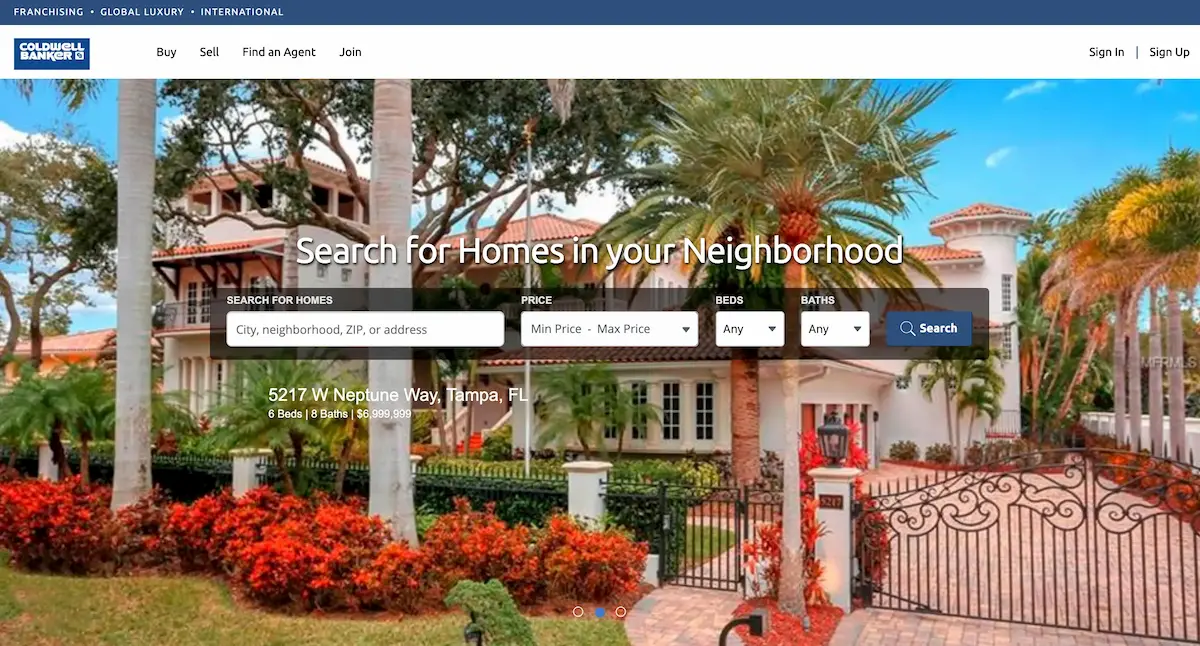 FRANCHISING • GLOBAL LUXURY • INTERNATIONAL
COLDWELL
BANKER
Buy Sell Find an Agent Join Sign In | Sign Up
Search for Homes in your Neighborhood
SEARCH FOR HOMES PRICE BEDS BATHS
City, neighborhood, ZIP, or address Min Price - Max Price Any Any Search
5217 W Neptune Way, Tampa, FL
6 Beds | 8 Baths | $6,999,999
MFRMLS
5217